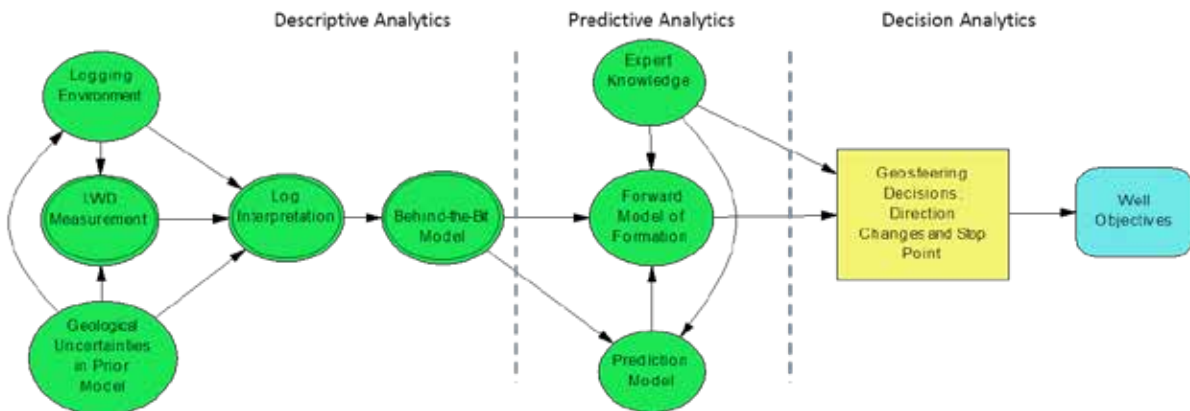 Descriptive Analytics
Predictive Analytics
Decision Analytics
Logging
Environment
LWD
Measurement
Geological
Uncertainties
in Prior
Model
Log
Interpretation
Behind-the-Bit
Model
Expert
Knowledge
Forward
Model of
Formation
Prediction
Model
Geosteering
Decisions,
Direction
Changes and Stop
Point
Well
Objectives